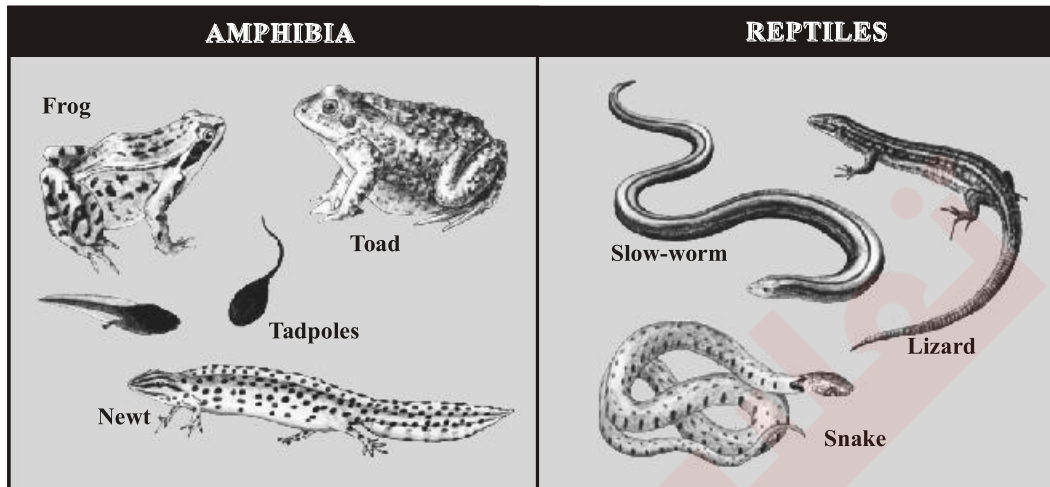 AMPHIBIA
REPTILES
Frog
Toad
Tadpoles
Newt
Slow-worm
Lizard
Snake